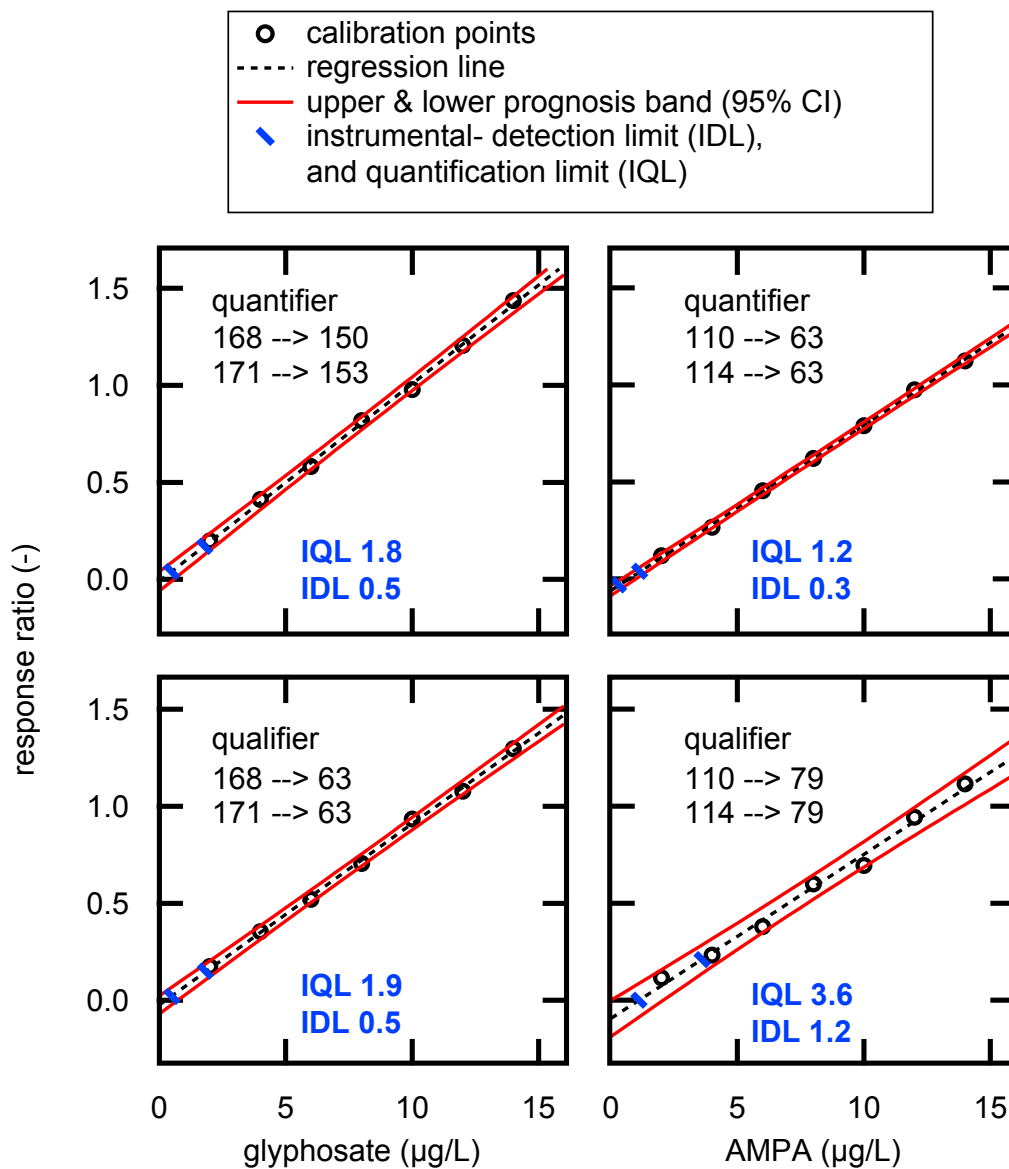 calibration points
regression line
upper & lower prognosis band (95% CI)
instrumental- detection limit (IDL),
and quantification limit (IQL)
response ratio (-)
1.5
1.0
0.5
0.0
quantifier
168 --> 150
171 --> 153
IQL 1.8
IDL 0.5
quantifier
110 --> 63
114 --> 63
IQL 1.2
IDL 0.3
1.5
1.0
0.5
0.0
qualifier
168 --> 63
171 --> 63
IQL 1.9
IDL 0.5
qualifier
110 --> 79
114 --> 79
IQL 3.6
IDL 1.2
0 5 10 15
glyphosate (µg/L)
0 5 10 15
AMPA (µg/L)